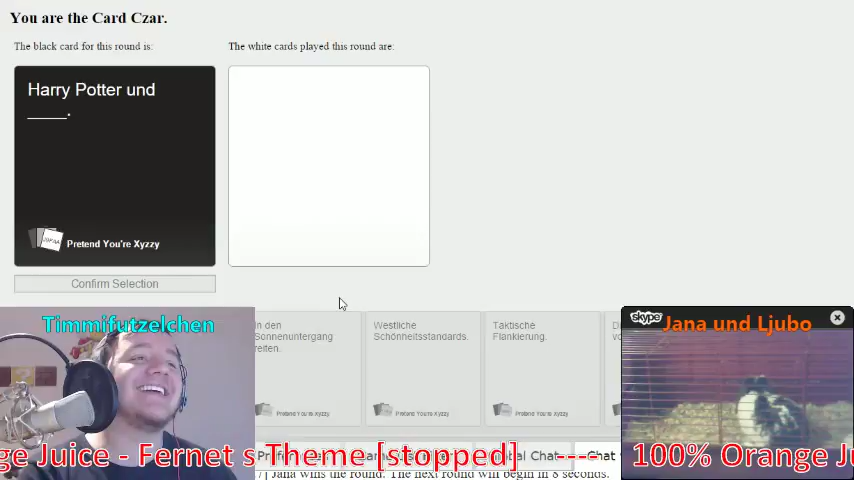 You are the Card Czar.
The black card for this round is:
The white cards played this round are:
Harry Potter und
_____.
Pretend You're Xyzzy
Confirm Selection
Timmifutzelchen
in den
Sonnenuntergang
reiten.
Pretend You're Xyzzy
Westliche
Schönheitsstandards.
Pretend You're Xyzzy
Taktische
Flankierung.
Pretend You're Xyzzy
skype
Jana und Ljubo
ge Juice - Fernet s Theme [stopped] ----- 100% Orange Ju
Jana wins the round. The next round will begin in 8 seconds.